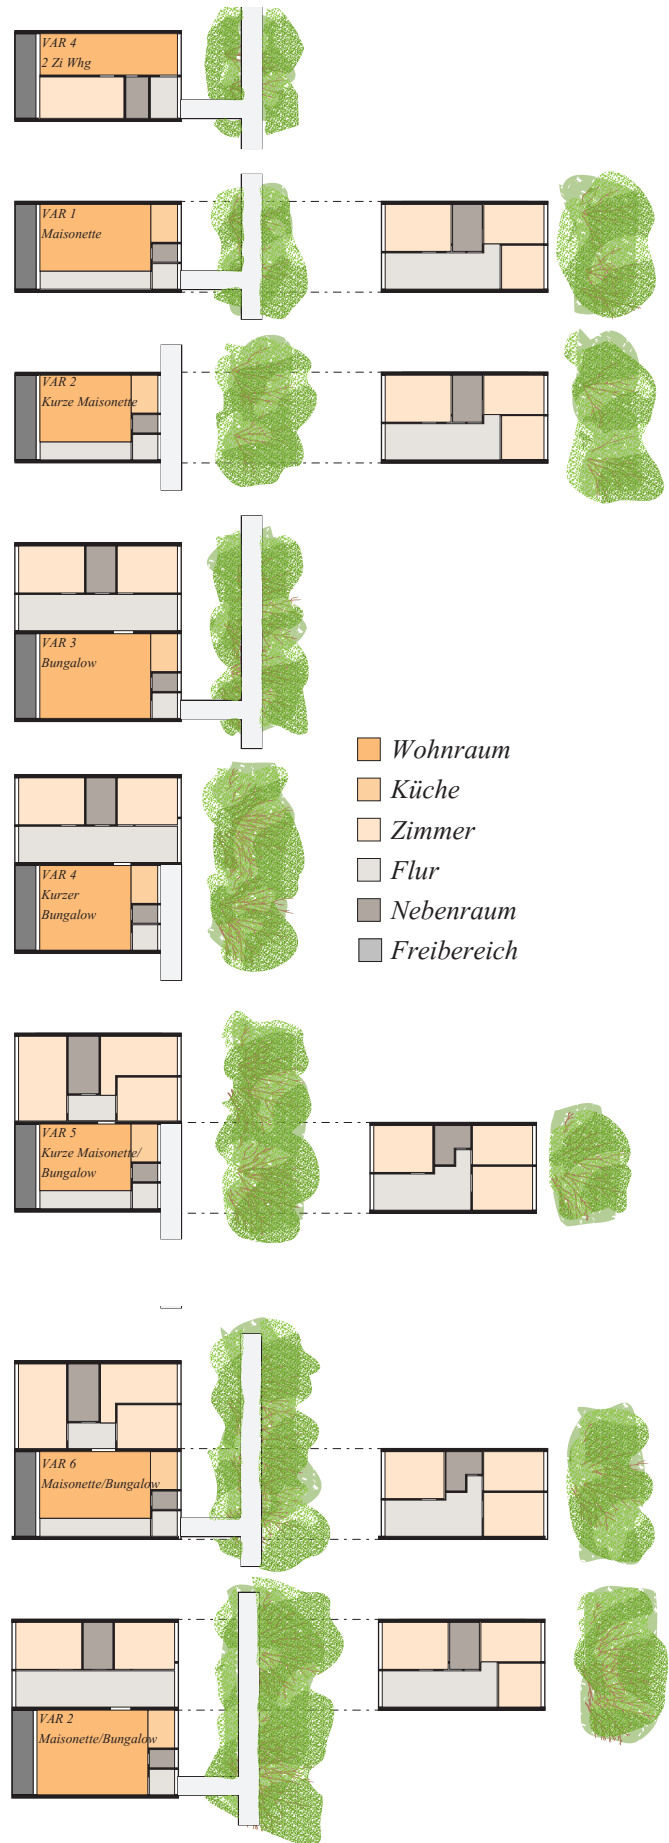 VAR 4
2 Zi Whg
VAR 1
Maisonette
VAR 2
Kurze Maisonette
VAR 3
Bungalow
Wohnraum
Küche
Zimmer
Flur
Nebenraum
Freibereich
VAR 4
Kurzer
Bungalow
VAR 5
Kurze Maisonette/
Bungalow
VAR 6
Maisonette/Bungalow
VAR 2
Maisonette/Bungalow